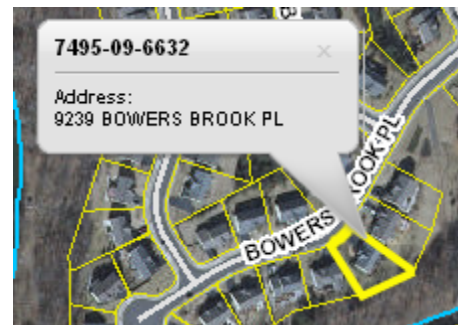 7495-09-6632
×
Address:
9239 BOWERS BROOK PL
BOWERS BROOK PL